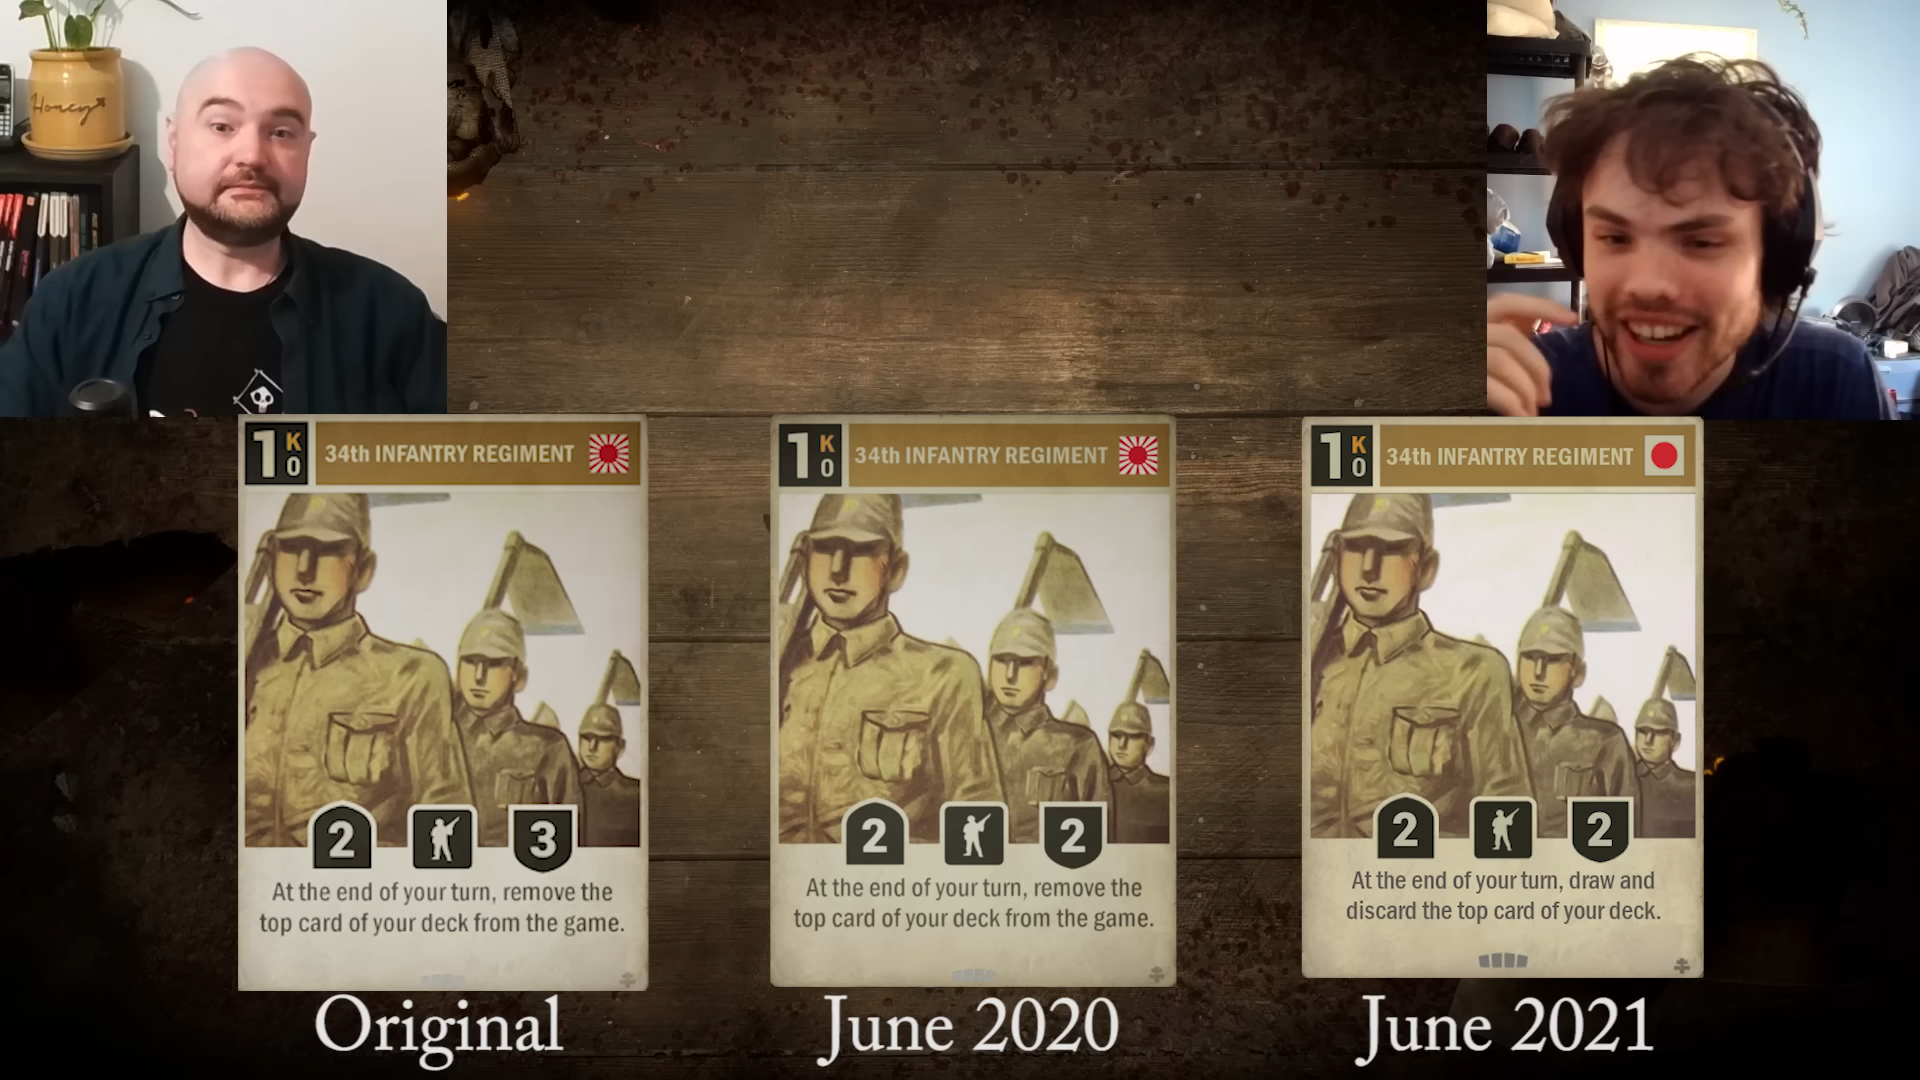 Honey
1 K 0 34th INFANTRY REGIMENT
2 3
At the end of your turn, remove the
top card of your deck from the game.
Original
1 K 0 34th INFANTRY REGIMENT
2 2
At the end of your turn, remove the
top card of your deck from the game.
June 2020
1 K 0 34th INFANTRY REGIMENT
2 2
At the end of your turn, draw and
discard the top card of your deck.
June 2021